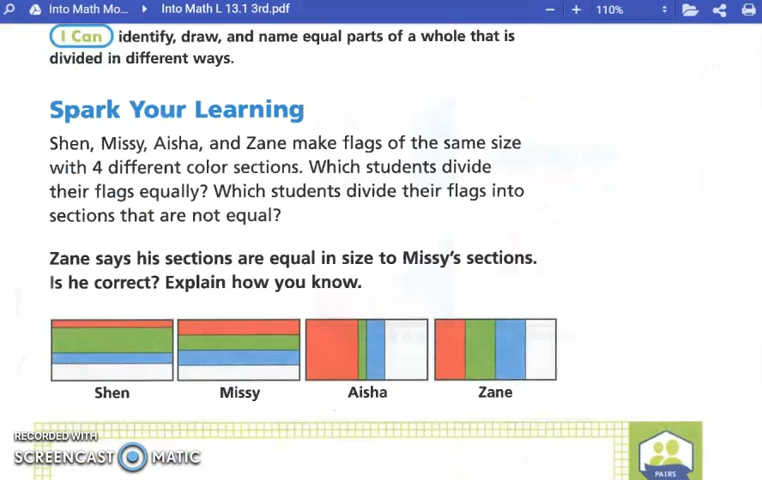 Into Math Mo... Into Math L 13.1 3rd.pdf 110%
I Can identify, draw, and name equal parts of a whole that is
divided in different ways.
Spark Your Learning
Shen, Missy, Aisha, and Zane make flags of the same size
with 4 different color sections. Which students divide
their flags equally? Which students divide their flags into
sections that are not equal?
Zane says his sections are equal in size to Missy's sections.
Is he correct? Explain how you know.
Shen Missy Aisha Zane
RECORDED WITH
SCREENCAST MATIC
PAIRS